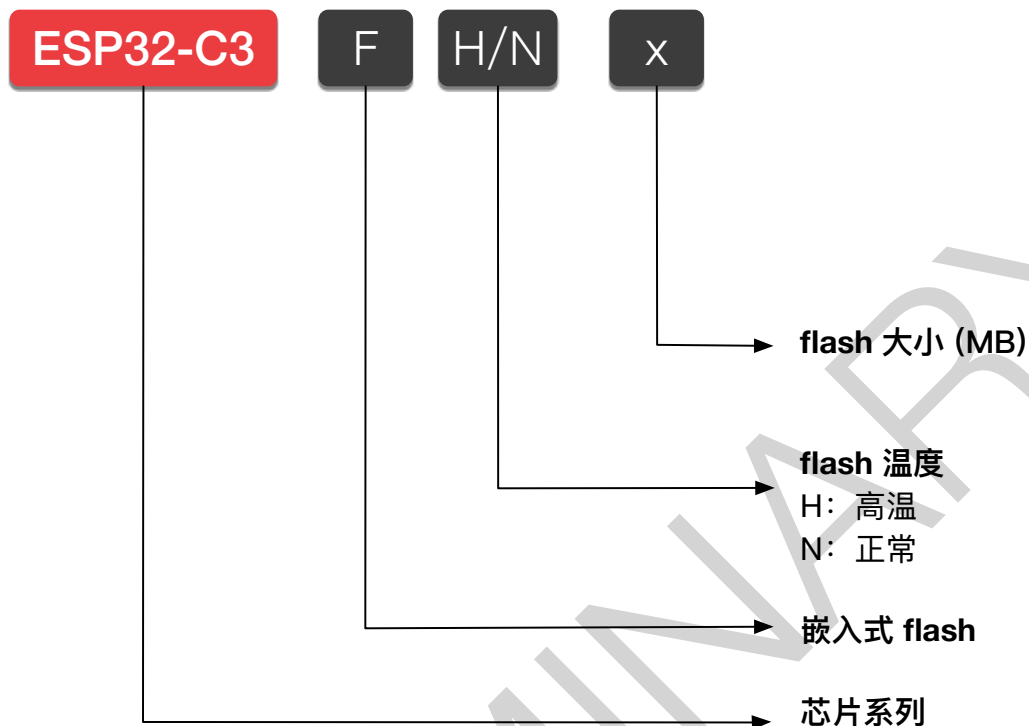 ESP32-C3 F H/N x
flash 大小 (MB)
flash 温度
H：高温
N：正常
嵌入式 flash
芯片系列
MINARY